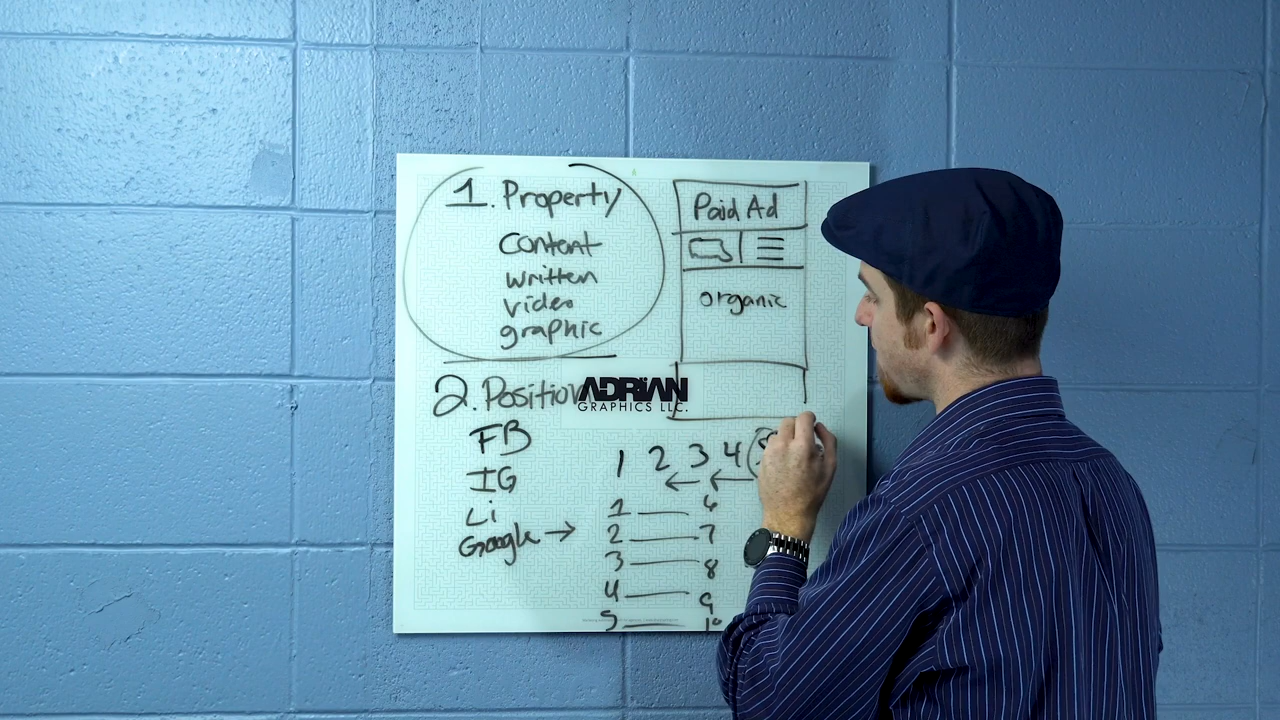 1. Property
content
written
video
graphic
2. Position
FB
IG
Li
Google →
Paid Ad
organic
ADRIAN
GRAPHICS LLC.
1 2 3 4 5
← ←
1 — 6
2 — 7
3 — 8
4 — 9
5 — 10